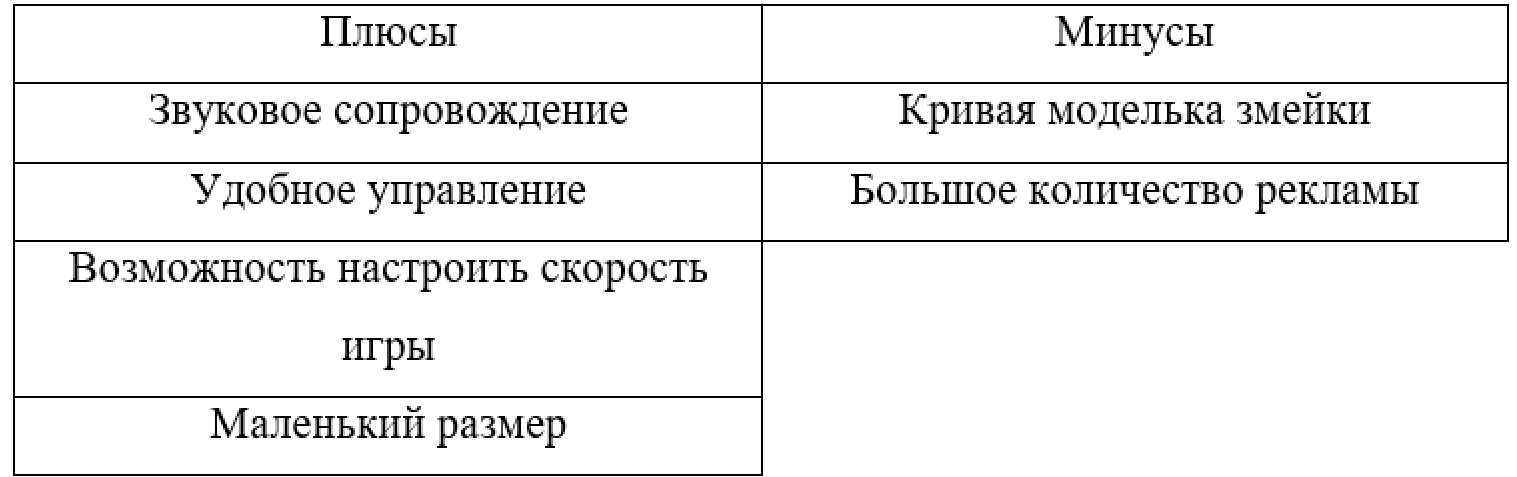 Плюсы
Минусы
Звуковое сопровождение
Кривая моделька змейки
Удобное управление
Большое количество рекламы
Возможность настроить скорость
игры
Маленький размер